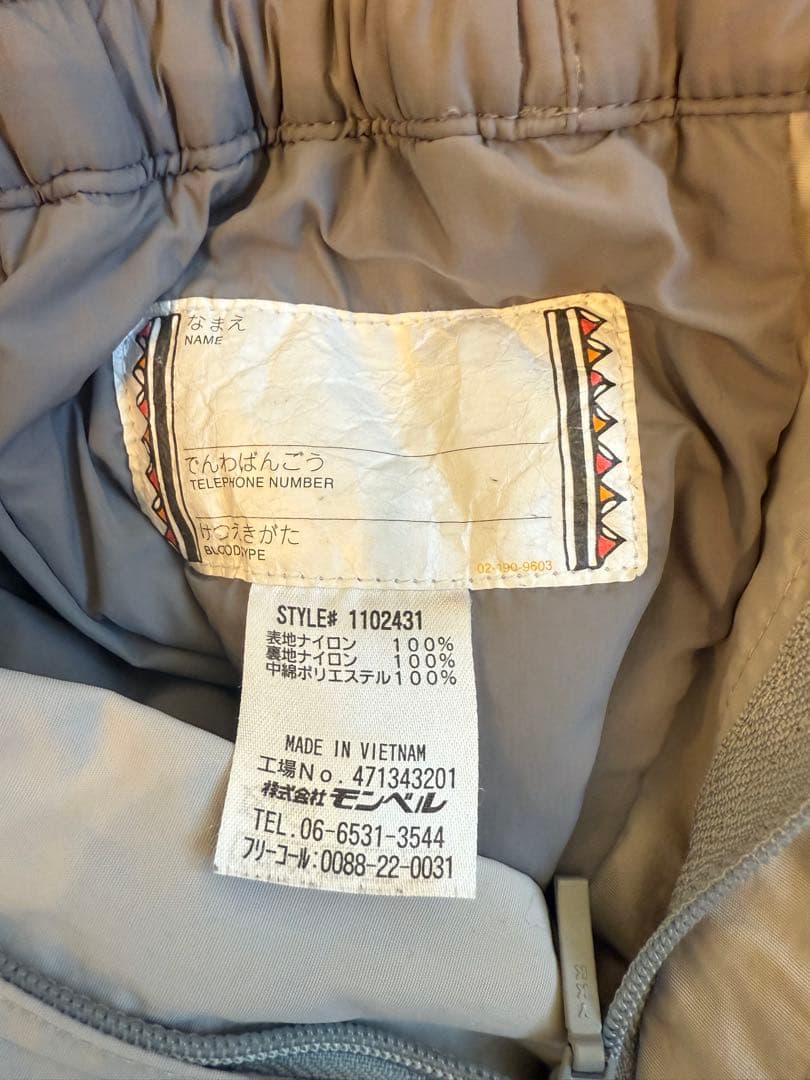 なまえ
NAME
でんわばんごう
TELEPHONE NUMBER
けつえきがた
BLOOD TYPE
02-190-9603
STYLE# 1102431
表地ナイロン 100%
裏地ナイロン 100%
中綿ポリエステル100%
MADE IN VIETNAM
工場No. 471343201
株式会社 モンベル
TEL. 06-6531-3544
フリーコール:0088-22-0031
YKK